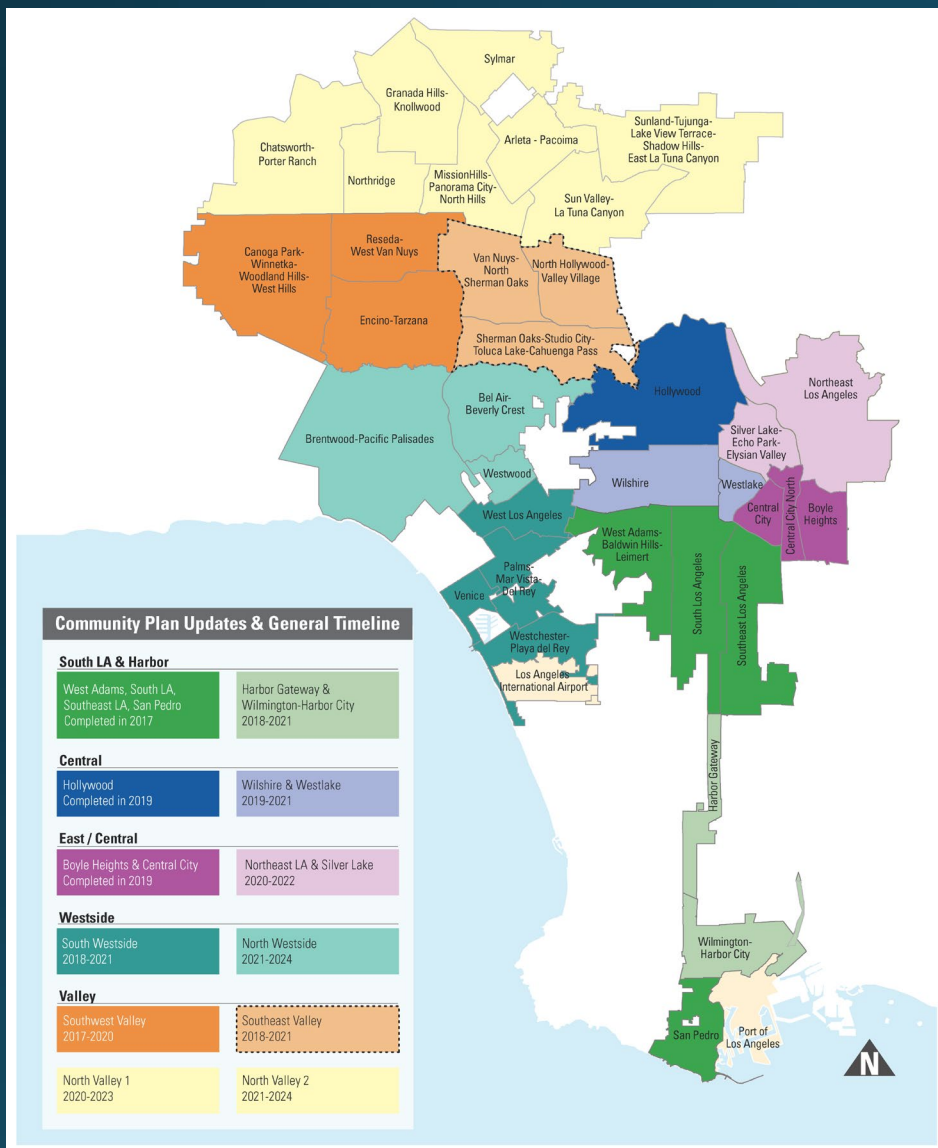 Sylmar
Granada Hills-
Knollwood
Sunland-Tujunga-
Lake View Terrace-
Shadow Hills-
East La Tuna Canyon
Arleta - Pacoima
Chatsworth-
Porter Ranch
Northridge
MissionHills-
Panorama City-
North Hills
Sun Valley-
La Tuna Canyon
Canoga Park-
Winnetka-
Woodland Hills-
West Hills
Reseda-
West Van Nuys
Van Nuys-
North
Sherman Oaks
North Hollywood-
Valley Village
Encino-Tarzana
Sherman Oaks-Studio City-
Toluca Lake-Cahuenga Pass
Hollywood
Northeast
Los Angeles
Bel Air-
Beverly Crest
Brentwood-Pacific Palisades
Silver Lake-
Echo Park-
Elysian Valley
Westwood
Wilshire
Westlake
Central
City
Central City North
Boyle
Heights
West Los Angeles
West Adams-
Baldwin Hills-
Leimert
South Los Angeles
Southeast Los Angeles
Palms-
Mar Vista-
Del Rey
Venice
Westchester-
Playa del Rey
Los Angeles
International Airport
Harbor Gateway
Wilmington-
Harbor City
San Pedro
Port of
Los Angeles
N
Community Plan Updates & General Timeline
South LA & Harbor
West Adams, South LA,
Southeast LA, San Pedro
Completed in 2017
Harbor Gateway &
Wilmington-Harbor City
2018-2021
Central
Hollywood
Completed in 2019
Wilshire & Westlake
2019-2021
East / Central
Boyle Heights & Central City
Completed in 2019
Northeast LA & Silver Lake
2020-2022
Westside
South Westside
2018-2021
North Westside
2021-2024
Valley
Southwest Valley
2017-2020
Southeast Valley
2018-2021
North Valley 1
2020-2023
North Valley 2
2021-2024